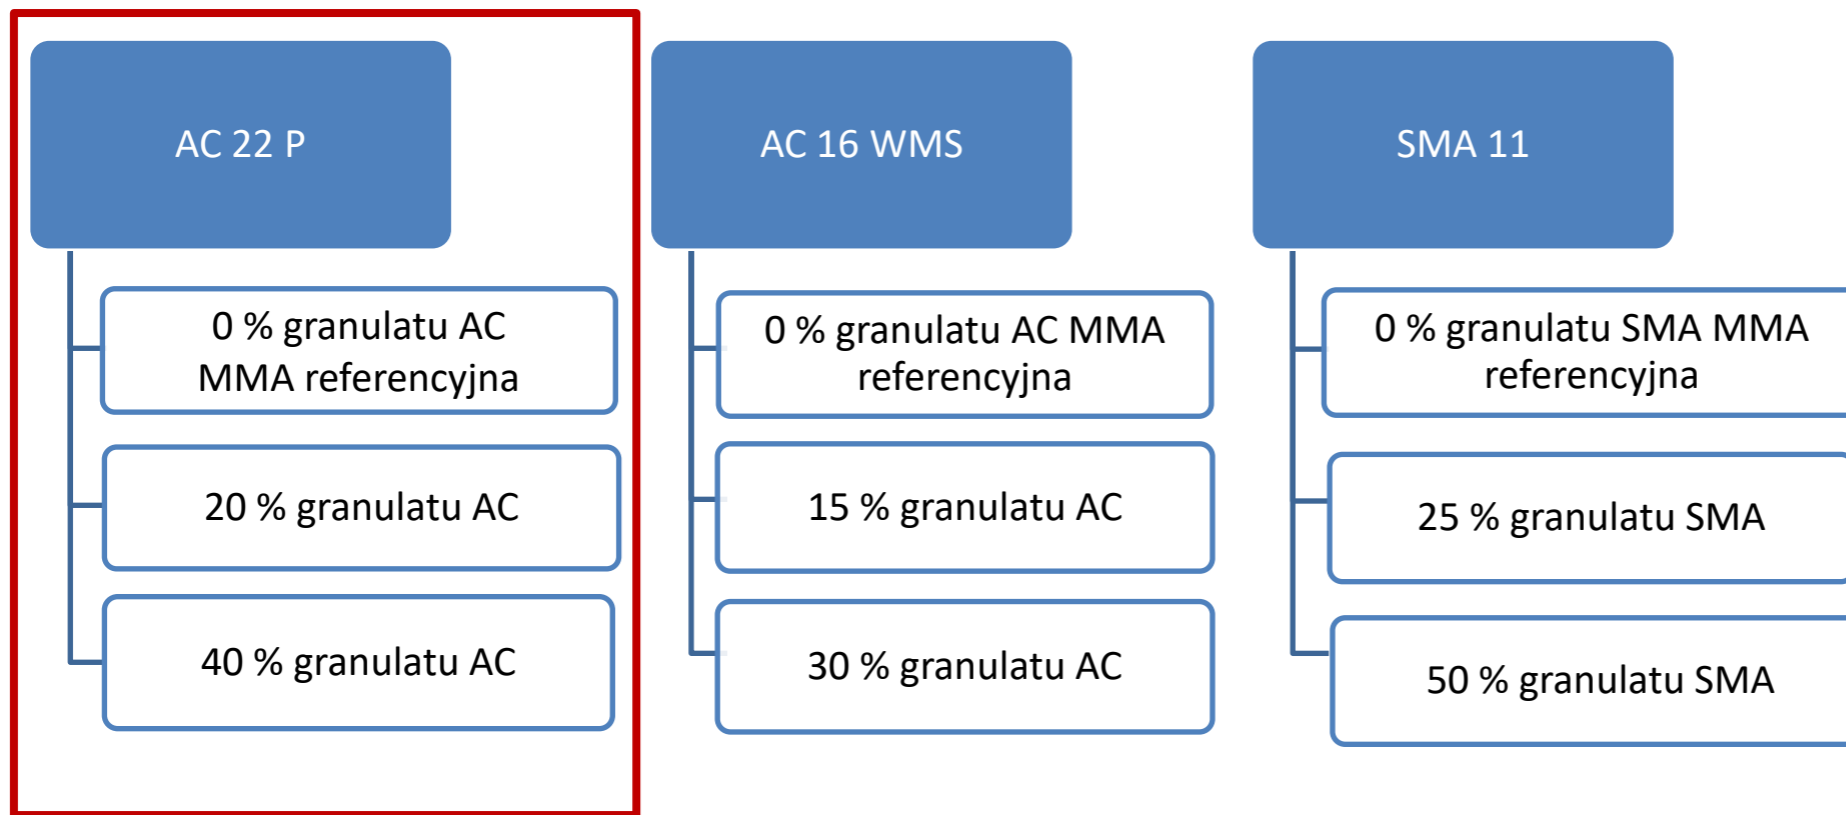 AC 22 P
0 % granulatu AC
MMA referencyjna
20 % granulatu AC
40 % granulatu AC
AC 16 WMS
0 % granulatu AC MMA
referencyjna
15 % granulatu AC
30 % granulatu AC
SMA 11
0 % granulatu SMA MMA
referencyjna
25 % granulatu SMA
50 % granulatu SMA